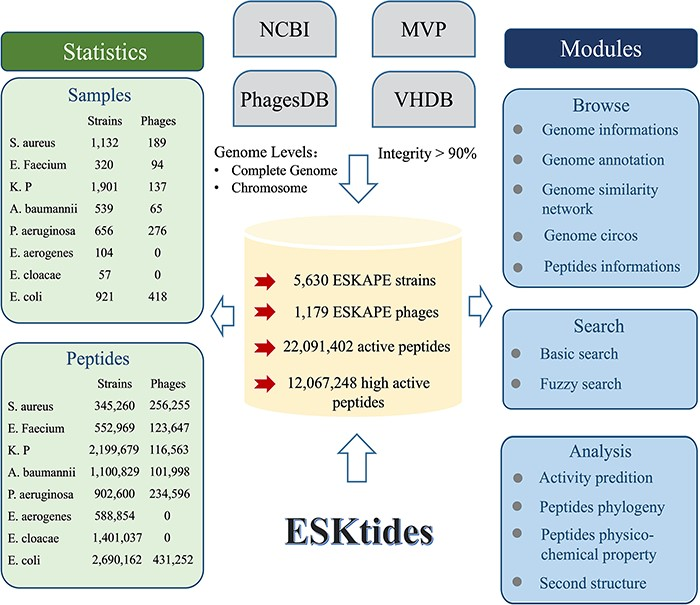 NCBI
MVP
PhagesDB
VHDB
Genome Levels：
• Complete Genome
• Chromosome
Integrity > 90%
Statistics
Samples
Strains Phages
S. aureus 1,132 189
E. Faecium 320 94
K. P 1,901 137
A. baumannii 539 65
P. aeruginosa 656 276
E. aerogenes 104 0
E. cloacae 57 0
E. coli 921 418
Peptides
Strains Phages
S. aureus 345,260 256,255
E. Faecium 552,969 123,647
K. P 2,199,679 116,563
A. baumannii 1,100,829 101,998
P. aeruginosa 902,600 234,596
E. aerogenes 588,854 0
E. cloacae 1,401,037 0
E. coli 2,690,162 431,252
5,630 ESKAPE strains
1,179 ESKAPE phages
22,091,402 active peptides
12,067,248 high active
peptides
ESKtides
Modules
Browse
Genome informations
Genome annotation
Genome similarity
network
Genome circos
Peptides informations
Search
Basic search
Fuzzy search
Analysis
Activity predition
Peptides phylogeny
Peptides physico-
chemical property
Second structure